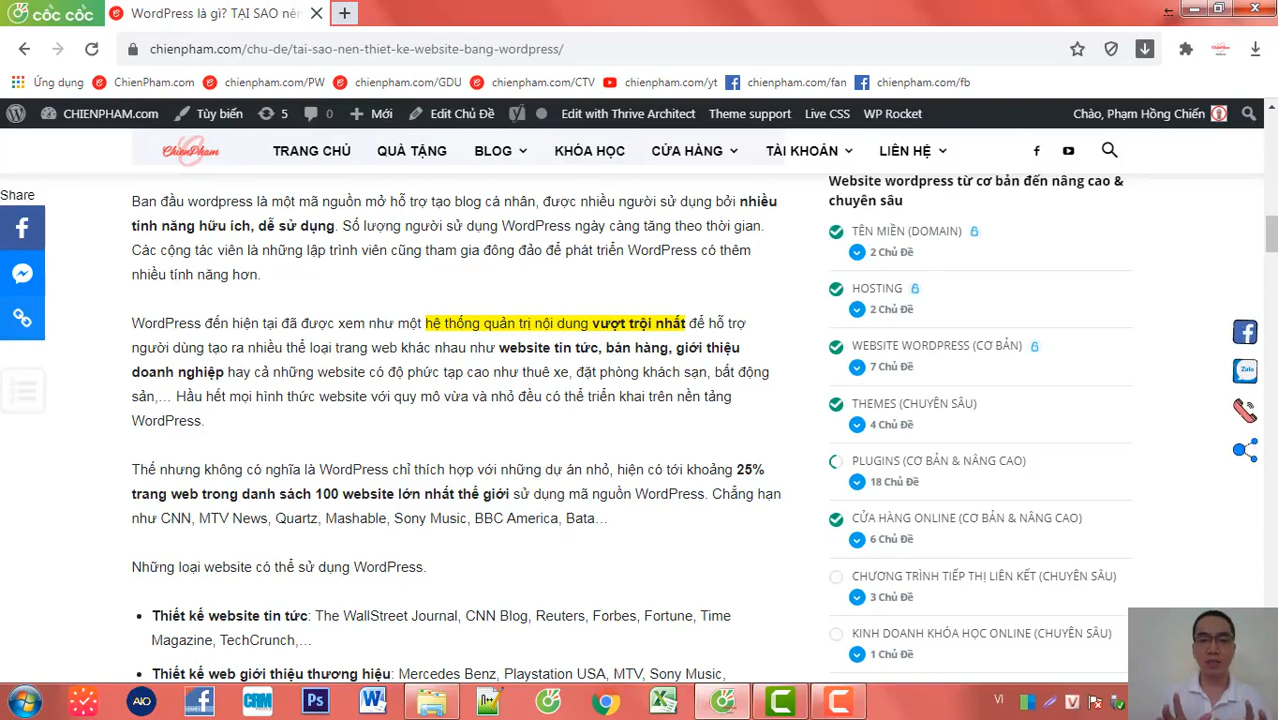 cốc cốc
WordPress là gì? TẠI SAO nên
chienpham.com/chu-de/tai-sao-nen-thiet-ke-website-bang-wordpress/
Ứng dụng ChienPham.com chienpham.com/PW chienpham.com/GDU chienpham.com/CTV chienpham.com/yt chienpham.com/fan chienpham.com/fb
CHIENPHAM.com Tùy biến 5 0 Mới Edit Chủ Đề Edit with Thrive Architect Theme support Live CSS WP Rocket Chào, Phạm Hồng Chiến
ChienPham TRANG CHỦ QUÀ TẶNG BLOG KHÓA HỌC CỬA HÀNG TÀI KHOẢN LIÊN HỆ
Share
Ban đầu wordpress là một mã nguồn mở hỗ trợ tạo blog cá nhân, được nhiều người sử dụng bởi nhiều
tính năng hữu ích, dễ sử dụng. Số lượng người sử dụng WordPress ngày càng tăng theo thời gian.
Các cộng tác viên là những lập trình viên cũng tham gia đông đảo để phát triển WordPress có thêm
nhiều tính năng hơn.
WordPress đến hiện tại đã được xem như một hệ thống quản trị nội dung vượt trội nhất để hỗ trợ
người dùng tạo ra nhiều thể loại trang web khác nhau như website tin tức, bán hàng, giới thiệu
doanh nghiệp hay cả những website có độ phức tạp cao như thuê xe, đặt phòng khách sạn, bất động
sản,… Hầu hết mọi hình thức website với quy mô vừa và nhỏ đều có thể triển khai trên nền tảng
WordPress.
Thế nhưng không có nghĩa là WordPress chỉ thích hợp với những dự án nhỏ, hiện có tới khoảng 25%
trang web trong danh sách 100 website lớn nhất thế giới sử dụng mã nguồn WordPress. Chẳng hạn
như CNN, MTV News, Quartz, Mashable, Sony Music, BBC America, Bata…
Những loại website có thể sử dụng WordPress.
Thiết kế website tin tức: The WallStreet Journal, CNN Blog, Reuters, Forbes, Fortune, Time
Magazine, TechCrunch,…
Thiết kế web giới thiệu thương hiệu: Mercedes Benz, Playstation USA, MTV, Sony Music,
Website wordpress từ cơ bản đến nâng cao &
chuyên sâu
TÊN MIỀN (DOMAIN)
2 Chủ Đề
HOSTING
2 Chủ Đề
WEBSITE WORDPRESS (CƠ BẢN)
7 Chủ Đề
THEMES (CHUYÊN SÂU)
4 Chủ Đề
PLUGINS (CƠ BẢN & NÂNG CAO)
18 Chủ Đề
CỬA HÀNG ONLINE (CƠ BẢN & NÂNG CAO)
6 Chủ Đề
CHƯƠNG TRÌNH TIẾP THỊ LIÊN KẾT (CHUYÊN SÂU)
3 Chủ Đề
KINH DOANH KHÓA HỌC ONLINE (CHUYÊN SÂU)
1 Chủ Đề
Zalo
AIO CRM Ps VI